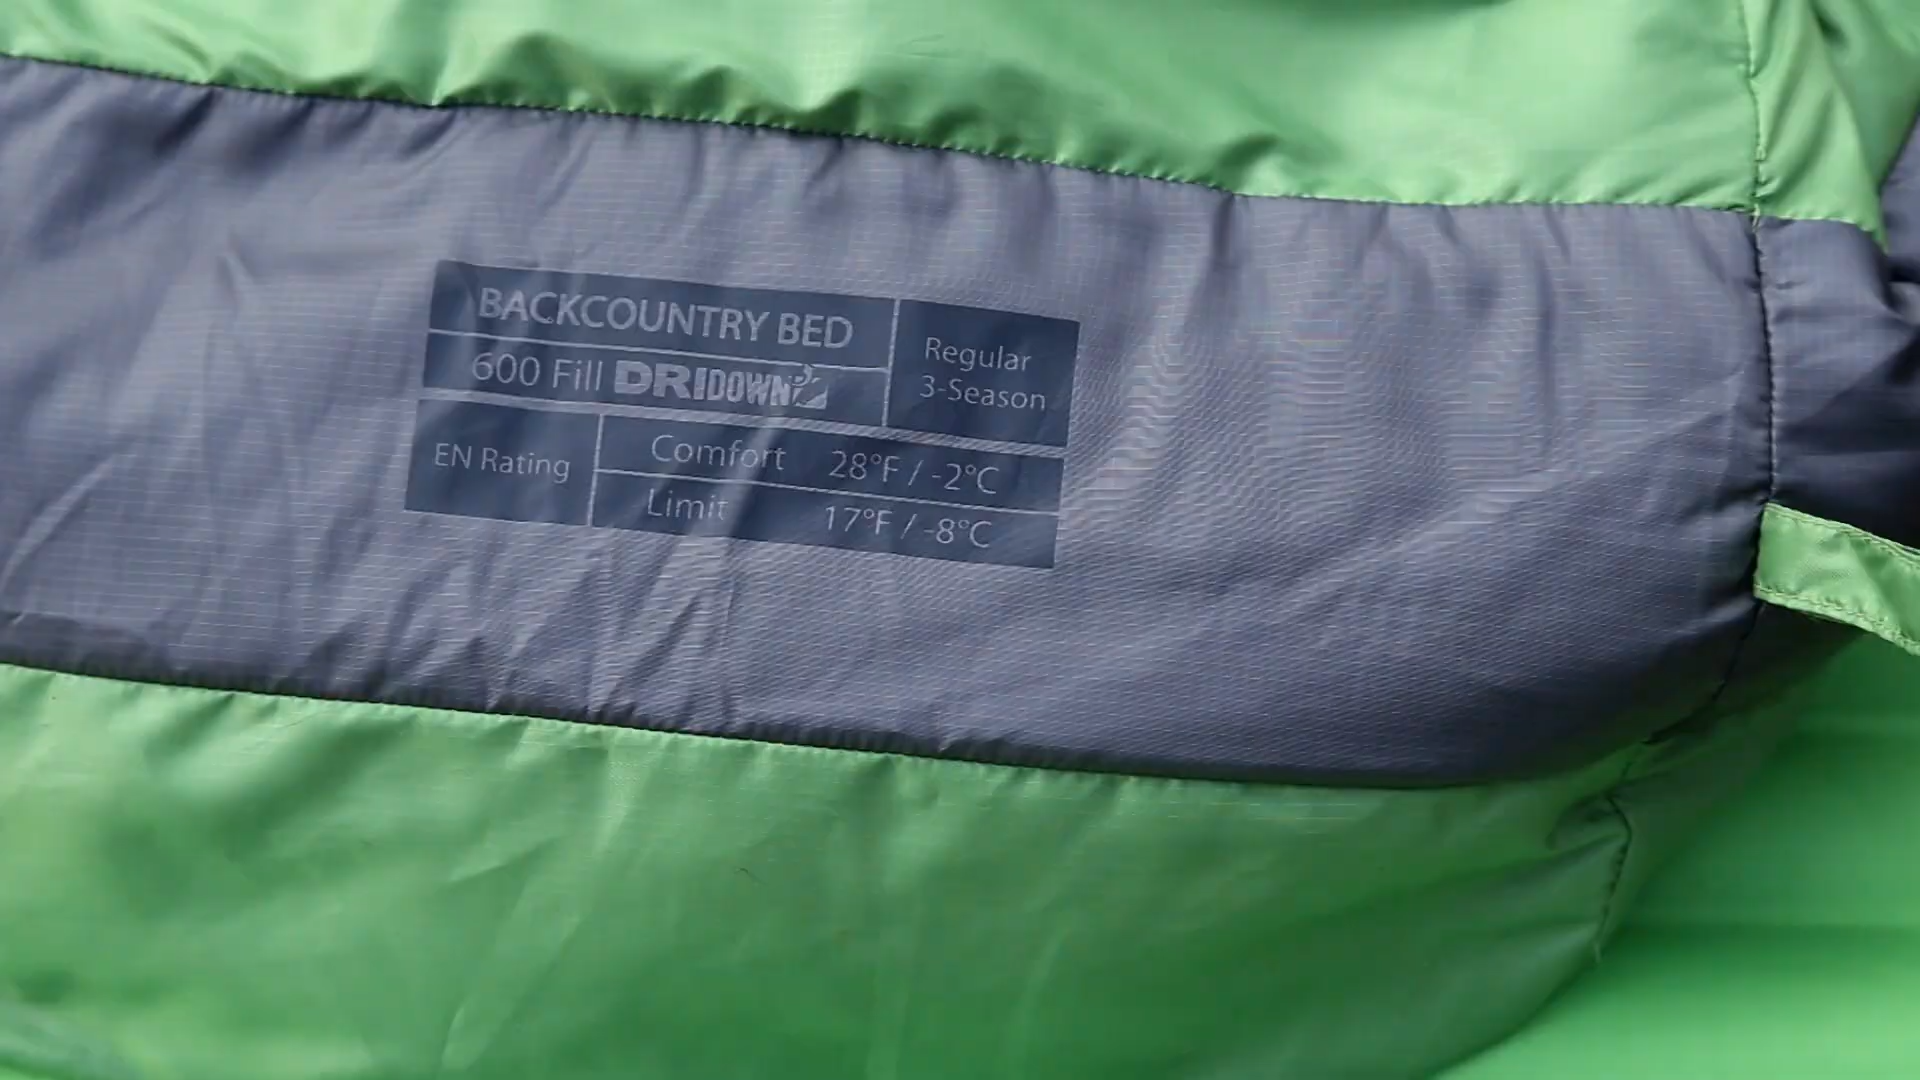 BACKCOUNTRY BED
600 Fill DRIDOWN
Regular
3-Season
EN Rating
Comfort 28°F / -2°C
Limit 17°F / -8°C